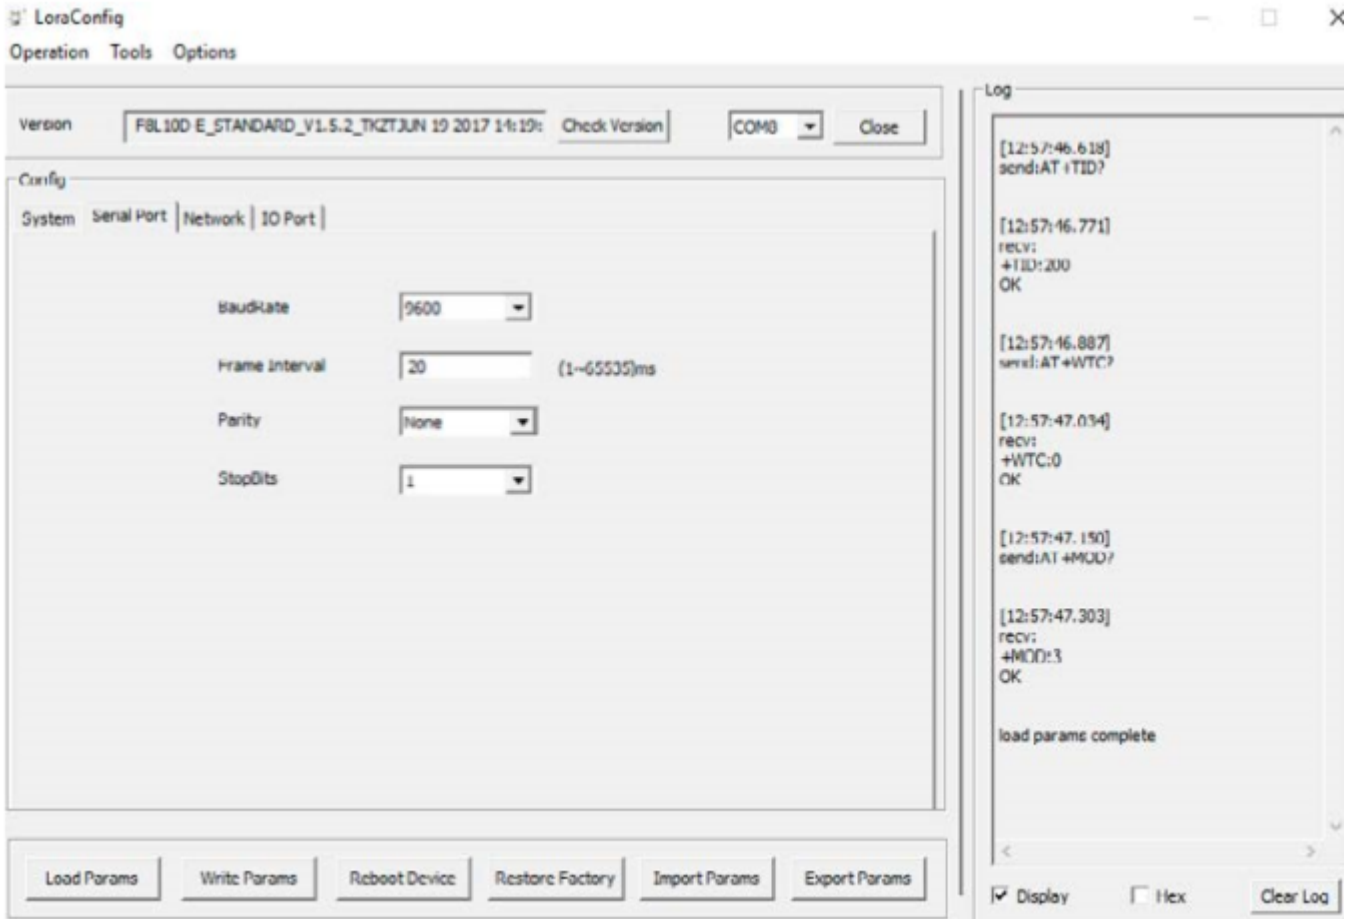 LoraConfig
Operation Tools Options
Version F8L10D-E_STANDARD_V1.5.2_TKZTJUN 19 2017 14:19: Check Version COM8 Close
Config
System Serial Port Network IO Port
BaudRate 9600
Frame Interval 20 (1~65535)ms
Parity None
StopBits 1
Load Params Write Params Reboot Device Restore Factory Import Params Export Params
Log
[12:57:46.618]
send:AT+TID?
[12:57:46.771]
recv:
+TID:200
OK
[12:57:46.887]
send:AT+WTC?
[12:57:47.034]
recv:
+WTC:0
OK
[12:57:47.150]
send:AT+MOD?
[12:57:47.303]
recv:
+MOD:3
OK
load params complete
Display Hex Clear Log